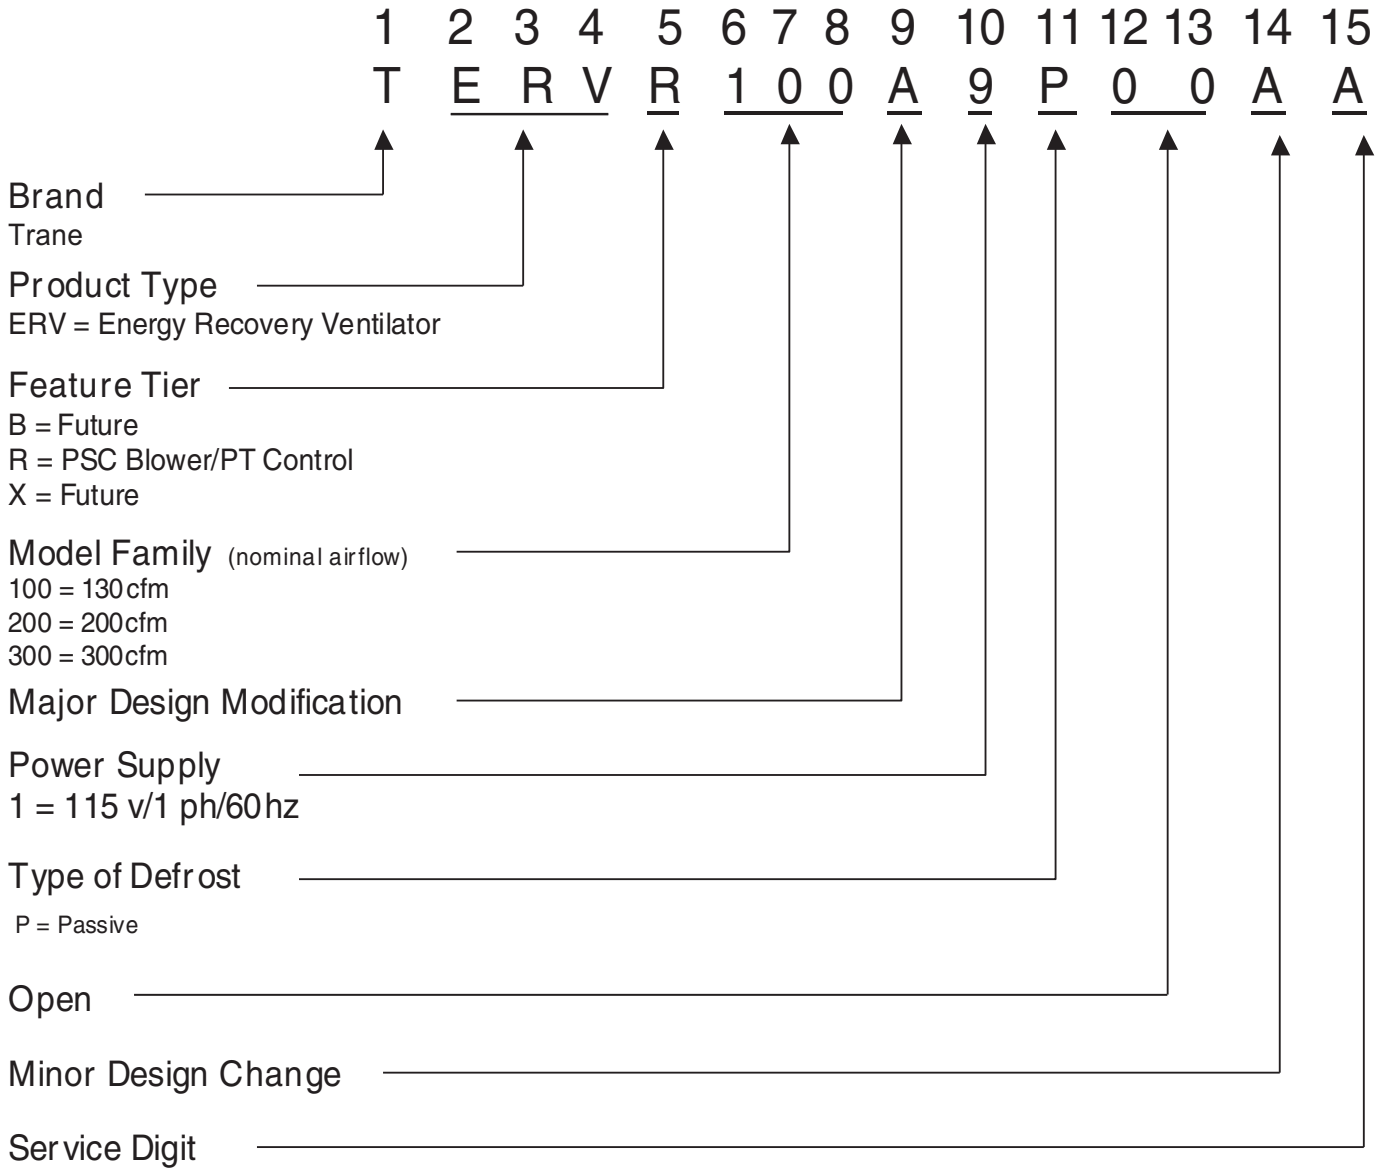 1 2 3 4 5 6 7 8 9 10 11 12 13 14 15
T E R V R 1 0 0 A 9 P 0 0 A A
Brand
Trane
Product Type
ERV = Energy Recovery Ventilator
Feature Tier
B = Future
R = PSC Blower/PT Control
X = Future
Model Family (nominal airflow)
100 = 130cfm
200 = 200cfm
300 = 300cfm
Major Design Modification
Power Supply
1 = 115 v/1 ph/60hz
Type of Defrost
P = Passive
Open
Minor Design Change
Service Digit